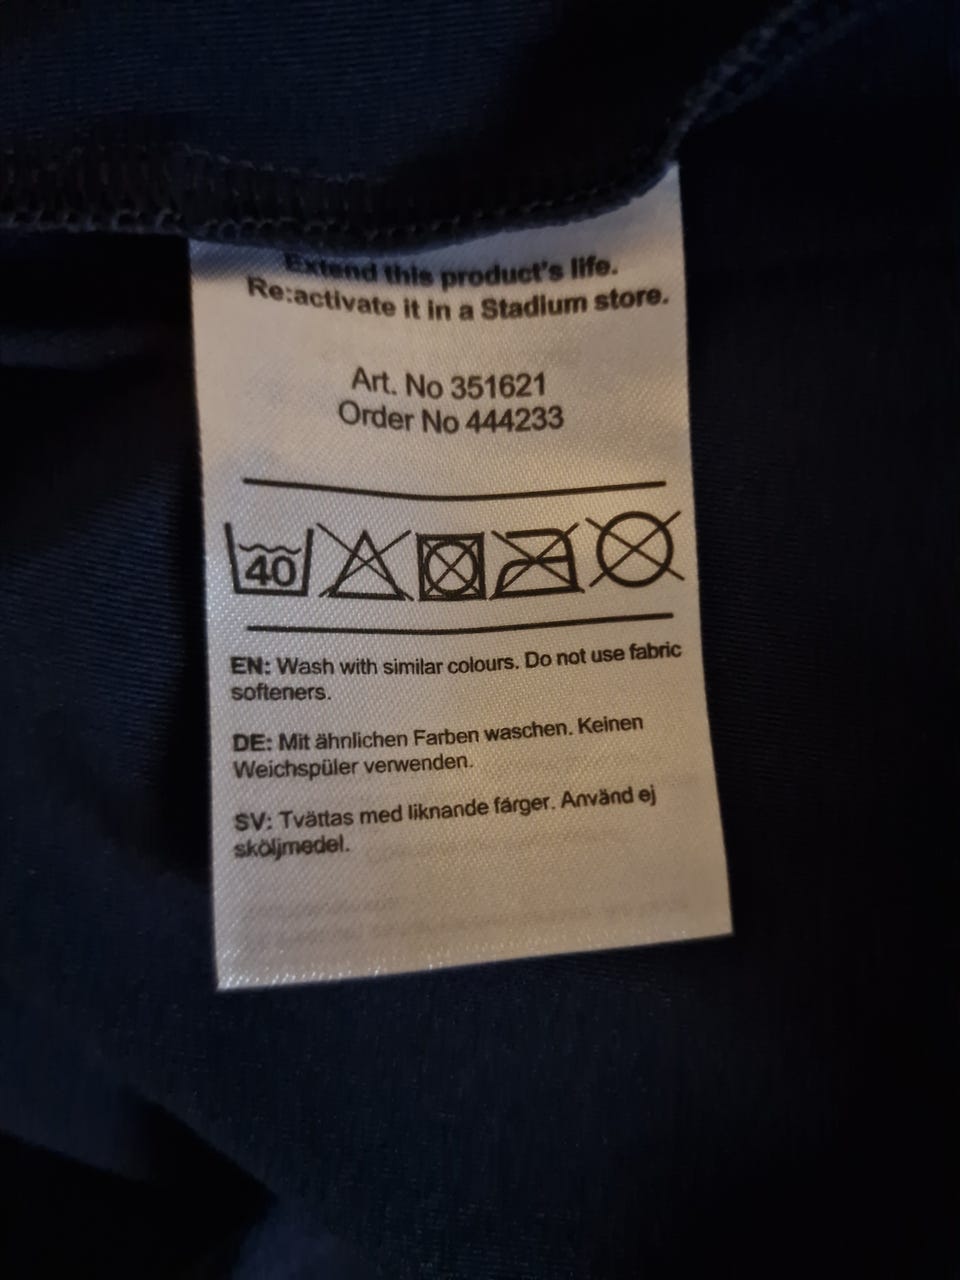 Extend this product's life.
Re:activate it in a Stadium store.
Art. No 351621
Order No 444233
40
EN: Wash with similar colours. Do not use fabric
softeners.
DE: Mit ähnlichen Farben waschen. Keinen
Weichspüler verwenden.
SV: Tvättas med liknande färger. Använd ej
sköljmedel.